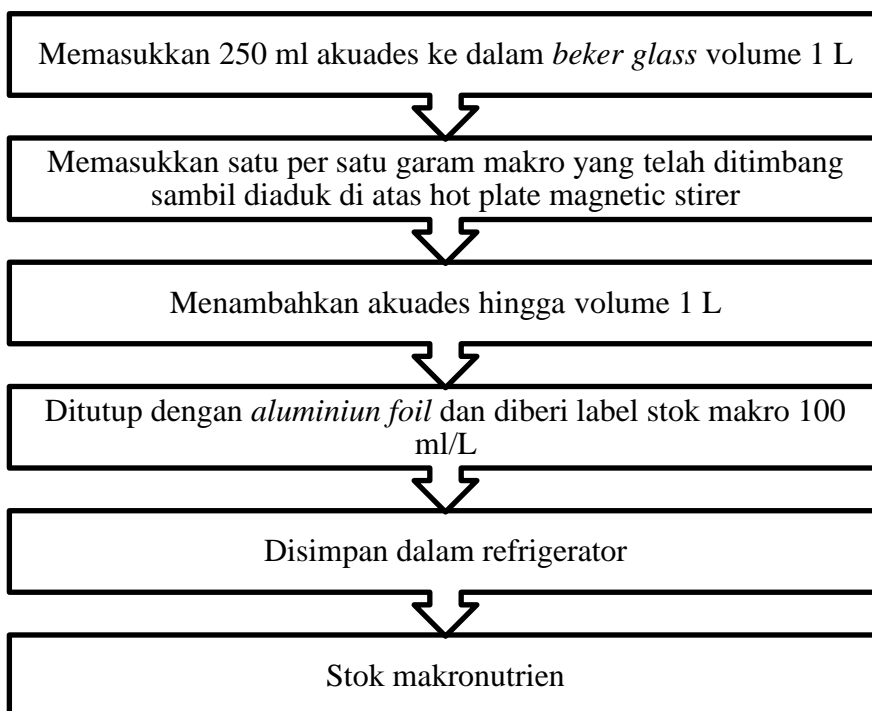 Memasukkan 250 ml akuades ke dalam beker glass volume 1 L
Memasukkan satu per satu garam makro yang telah ditimbang
sambil diaduk di atas hot plate magnetic stirer
Menambahkan akuades hingga volume 1 L
Ditutup dengan aluminiun foil dan diberi label stok makro 100
ml/L
Disimpan dalam refrigerator
Stok makronutrien